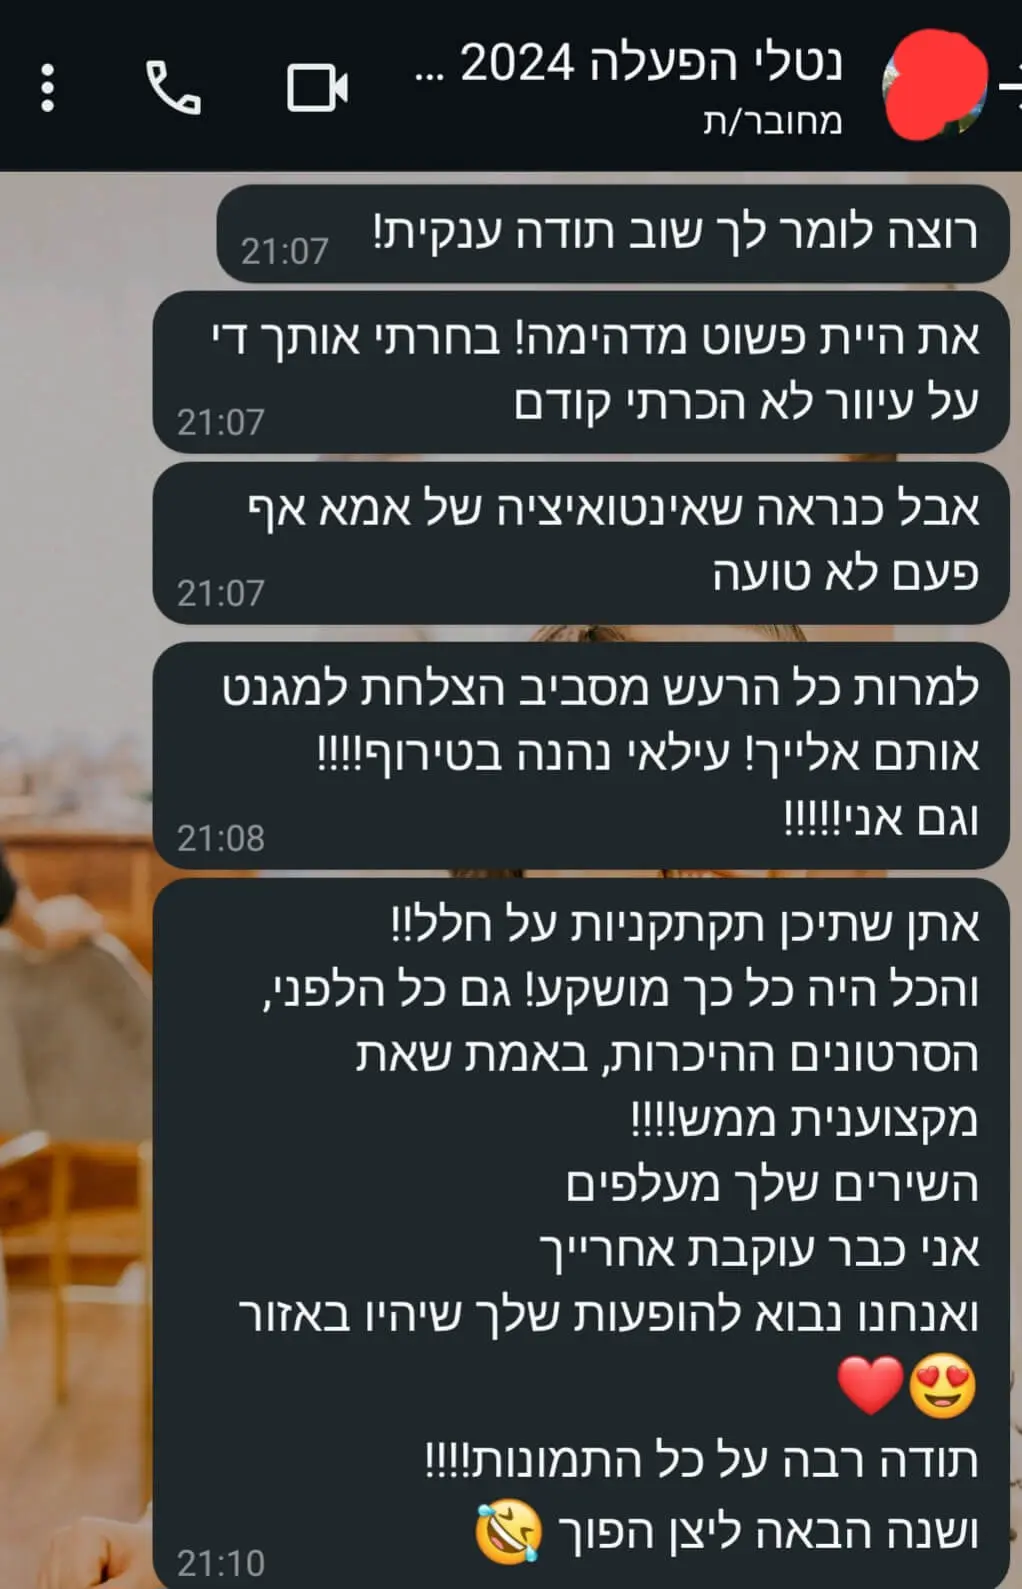 נטלי הפעלה 2024 ...
מחובר/ת
רוצה לומר לך שוב תודה ענקית!
21:07
את היית פשוט מדהימה! בחרתי אותך די
על עיוור לא הכרתי קודם
21:07
אבל כנראה שאינטואיציה של אמא אף
פעם לא טועה
21:07
למרות כל הרעש מסביב הצלחת למגנט
אותם אלייך! עילאי נהנה בטירוף!!!!
וגם אני!!!!!
21:08
אתן שתיכן תקתקניות על חלל!!
והכל היה כל כך מושקע! גם כל הלפני,
הסרטונים ההיכרות, באמת שאת
מקצוענית ממש!!!!
השירים שלך מעלפים
אני כבר עוקבת אחרייך
ואנחנו נבוא להופעות שלך שיהיו באזור
😍❤️
תודה רבה על כל התמונות!!!!
ושנה הבאה ליצן הפוך 🤣
21:10